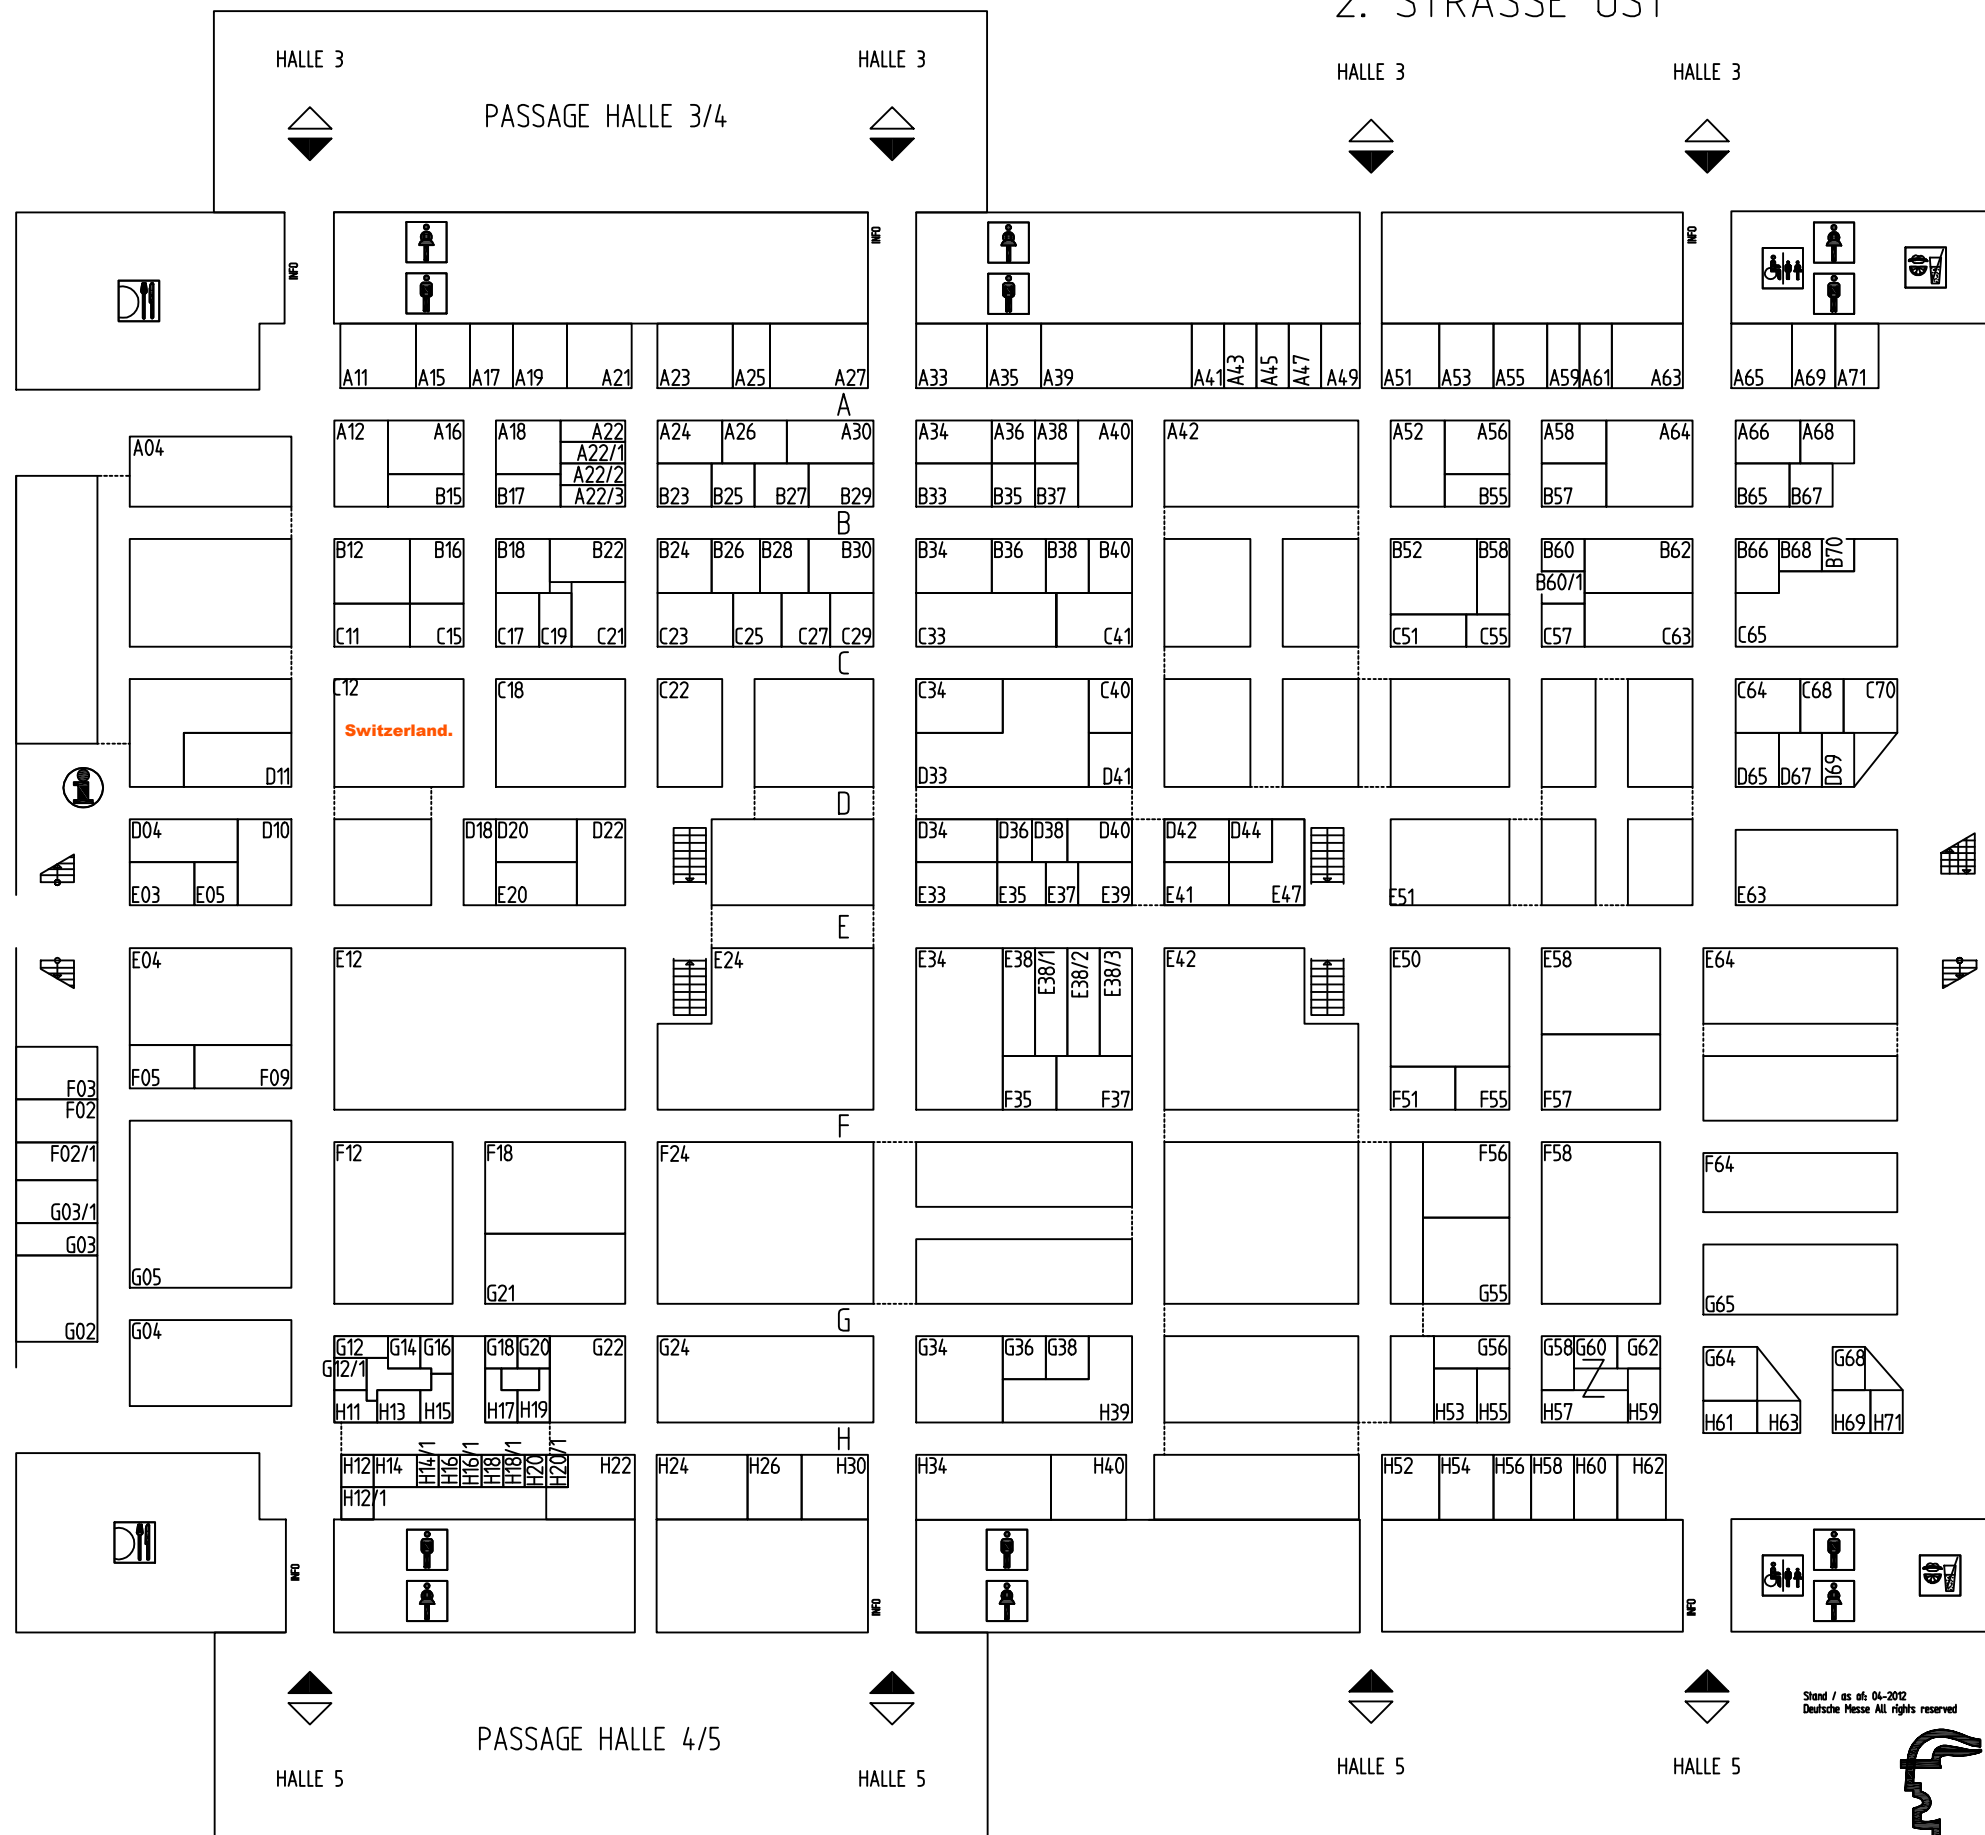 2. STRASSE OST
HALLE 3 HALLE 3 HALLE 3 HALLE 3
PASSAGE HALLE 3/4
INFO INFO INFO
A11 A15 A17 A19 A21 A23 A25 A27 A33 A35 A39 A41 A43 A45 A47 A49 A51 A53 A55 A59 A61 A63 A65 A69 A71
A
A04 A12 A16 A18 A22 A24 A26 A30 A34 A36 A38 A40 A42 A52 A56 A58 A64 A66 A68
A22/1
A22/2
B15 B17 A22/3 B23 B25 B27 B29 B33 B35 B37 B55 B57 B65 B67
B
B12 B16 B18 B22 B24 B26 B28 B30 B34 B36 B38 B40 B52 B58 B60 B62 B66 B68 B70
B60/1
C11 C15 C17 C19 C21 C23 C25 C27 C29 C33 C41 C51 C55 C57 C63 C65
C
C12 C18 C22 C34 C40 C64 C68 C70
Switzerland.
D11 D33 D41 D65 D67 D69
D
D04 D10 D18 D20 D22 D34 D36 D38 D40 D42 D44
E03 E05 E20 E33 E35 E37 E39 E41 E47 E51 E63
E
E04 E12 E24 E34 E38 E38/1 E38/2 E38/3 E42 E50 E58 E64
F03 F05 F09 F35 F37 F51 F55 F57
F02
F
F02/1 F12 F18 F24 F56 F58 F64
G03/1
G03
G05 G21 G55 G65
G
G02 G04 G12 G14 G16 G18 G20 G22 G24 G34 G36 G38 G56 G58 G60 G62 G64 G68
G12/1
Z
H11 H13 H15 H17 H19 H39 H53 H55 H57 H59 H61 H63 H69 H71
H
H12 H14 H14/1 H16 H16/1 H18 H18/1 H20 H20/1 H22 H24 H26 H30 H34 H40 H52 H54 H56 H58 H60 H62
H12/1
INFO INFO INFO
Stand / as of: 04-2012
Deutsche Messe All rights reserved
PASSAGE HALLE 4/5
HALLE 5 HALLE 5 HALLE 5 HALLE 5